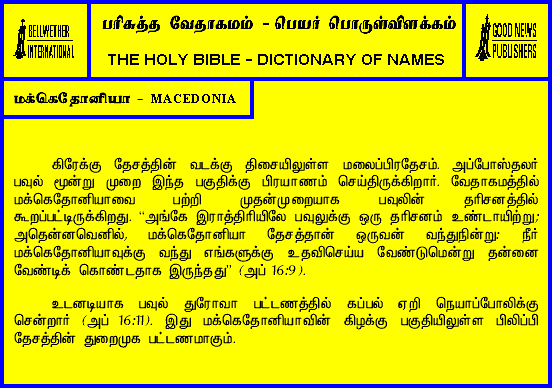 BELLWETHER
INTERNATIONAL
பரிசுத்த வேதாகமம் - பெயர் பொருள்விளக்கம்
THE HOLY BIBLE - DICTIONARY OF NAMES
GOOD NEWS
PUBLISHERS
மக்கெதோனியா - MACEDONIA
கிரேக்கு தேசத்தின் வடக்கு திசையிலுள்ள மலைப்பிரதேசம். அப்போஸ்தலர்
பவுல் மூன்று முறை இந்த பகுதிக்கு பிரயாணம் செய்திருக்கிறார். வேதாகமத்தில்
மக்கெதோனியாவை பற்றி முதன்முறையாக பவுலின் தரிசனத்தில்
கூறப்பட்டிருக்கிறது. “அங்கே இராத்திரியிலே பவுலுக்கு ஒரு தரிசனம் உண்டாயிற்று;
அதென்னவெனில், மக்கெதோனியா தேசத்தான் ஒருவன் வந்துநின்று: நீர்
மக்கெதோனியாவுக்கு வந்து எங்களுக்கு உதவிசெய்ய வேண்டுமென்று தன்னை
வேண்டிக் கொண்டதாக இருந்தது” (அப் 16:9).
உடனடியாக பவுல் துரோவா பட்டணத்தில் கப்பல் ஏறி நெயாப்போலிக்கு
சென்றார் (அப் 16:11). இது மக்கெதோனியாவின் கிழக்கு பகுதியிலுள்ள பிலிப்பி
தேசத்தின் துறைமுக பட்டணமாகும்.